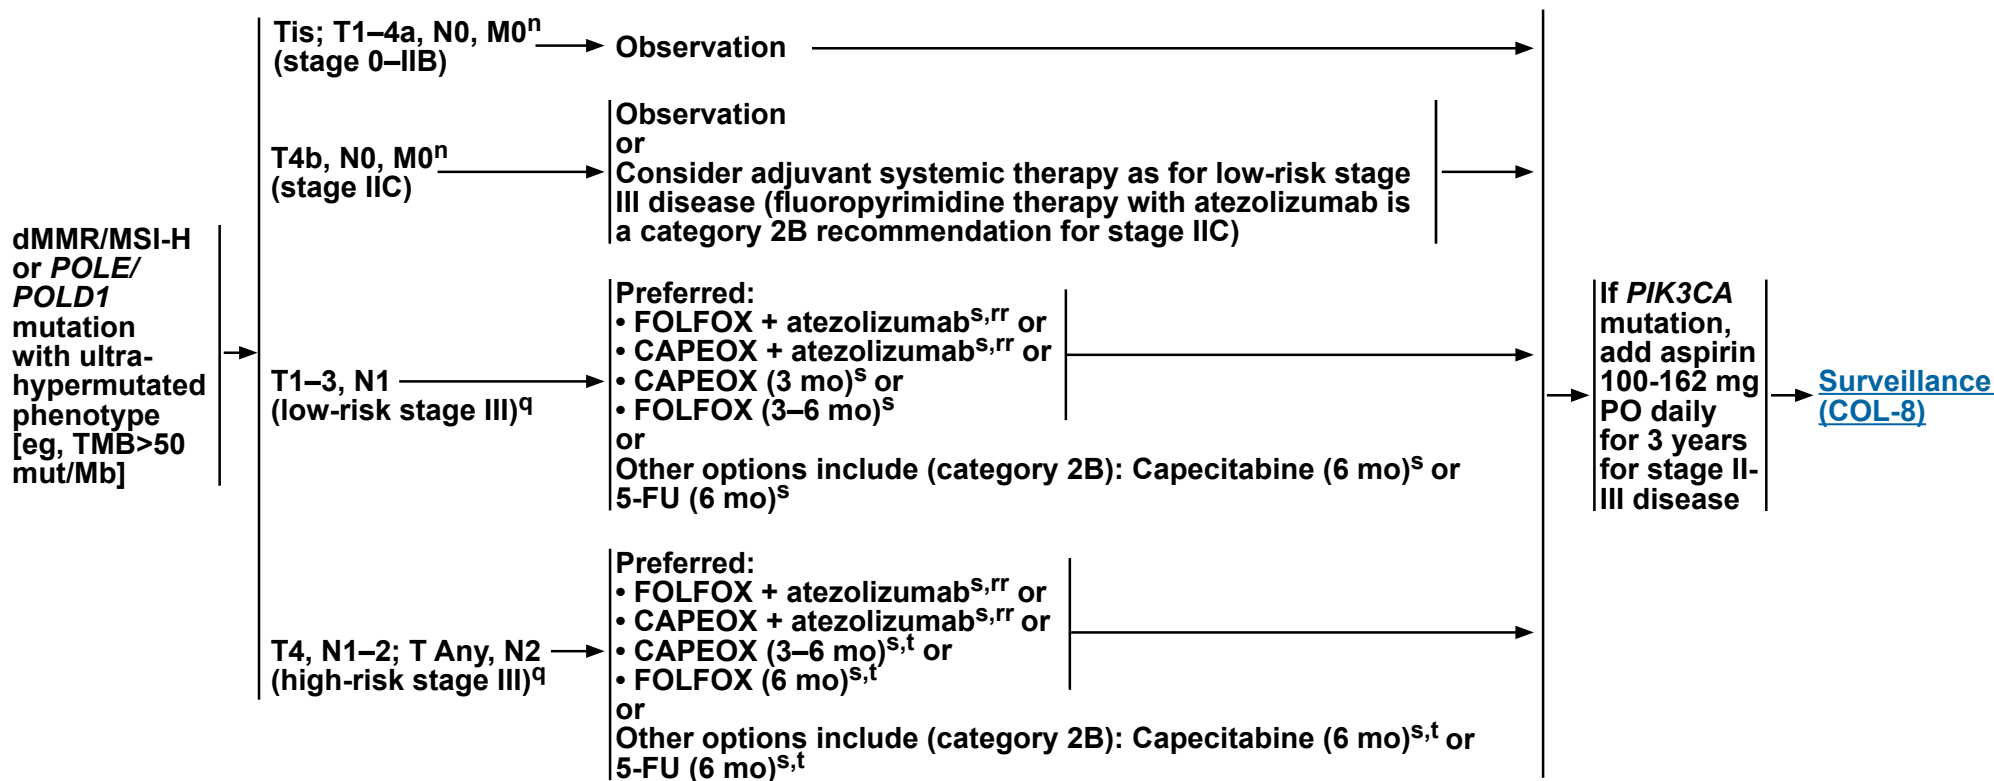 dMMR/MSI-H
or POLE/
POLD1
mutation
with ultra-
hypermutated
phenotype
[eg, TMB>50
mut/Mb]
Tis; T1–4a, N0, M0n
(stage 0–IIB)
Observation
T4b, N0, M0n
(stage IIC)
Observation
or
Consider adjuvant systemic therapy as for low-risk stage
III disease (fluoropyrimidine therapy with atezolizumab is
a category 2B recommendation for stage IIC)
T1–3, N1
(low-risk stage III)q
Preferred:
• FOLFOX + atezolizumabs,rr or
• CAPEOX + atezolizumabs,rr or
• CAPEOX (3 mo)s or
• FOLFOX (3–6 mo)s
or
Other options include (category 2B): Capecitabine (6 mo)s or
5-FU (6 mo)s
T4, N1–2; T Any, N2
(high-risk stage III)q
Preferred:
• FOLFOX + atezolizumabs,rr or
• CAPEOX + atezolizumabs,rr or
• CAPEOX (3–6 mo)s,t or
• FOLFOX (6 mo)s,t
or
Other options include (category 2B): Capecitabine (6 mo)s,t or
5-FU (6 mo)s,t
If PIK3CA
mutation,
add aspirin
100-162 mg
PO daily
for 3 years
for stage II-
III disease
Surveillance
(COL-8)